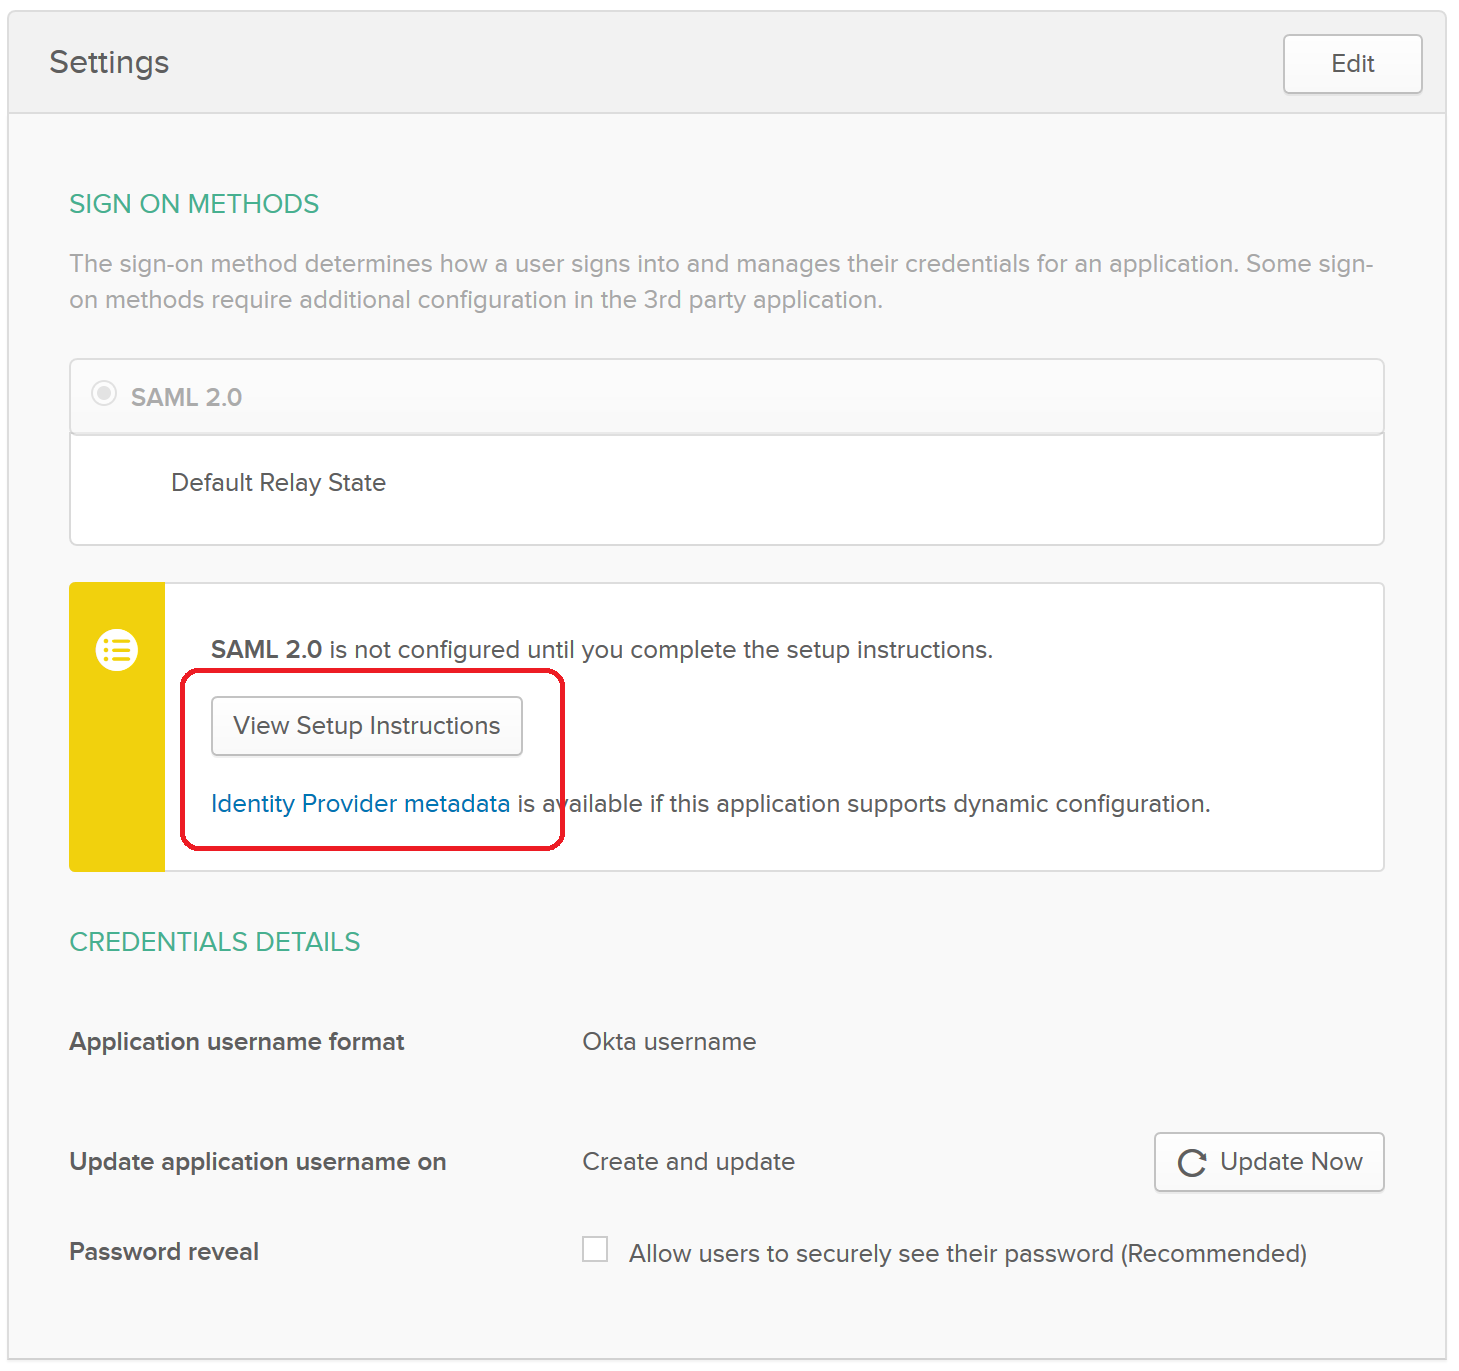 Settings
Edit
SIGN ON METHODS
The sign-on method determines how a user signs into and manages their credentials for an application. Some sign-
on methods require additional configuration in the 3rd party application.
SAML 2.0
Default Relay State
SAML 2.0 is not configured until you complete the setup instructions.
View Setup Instructions
Identity Provider metadata is available if this application supports dynamic configuration.
CREDENTIALS DETAILS
Application username format Okta username
Update application username on Create and update Update Now
Password reveal Allow users to securely see their password (Recommended)